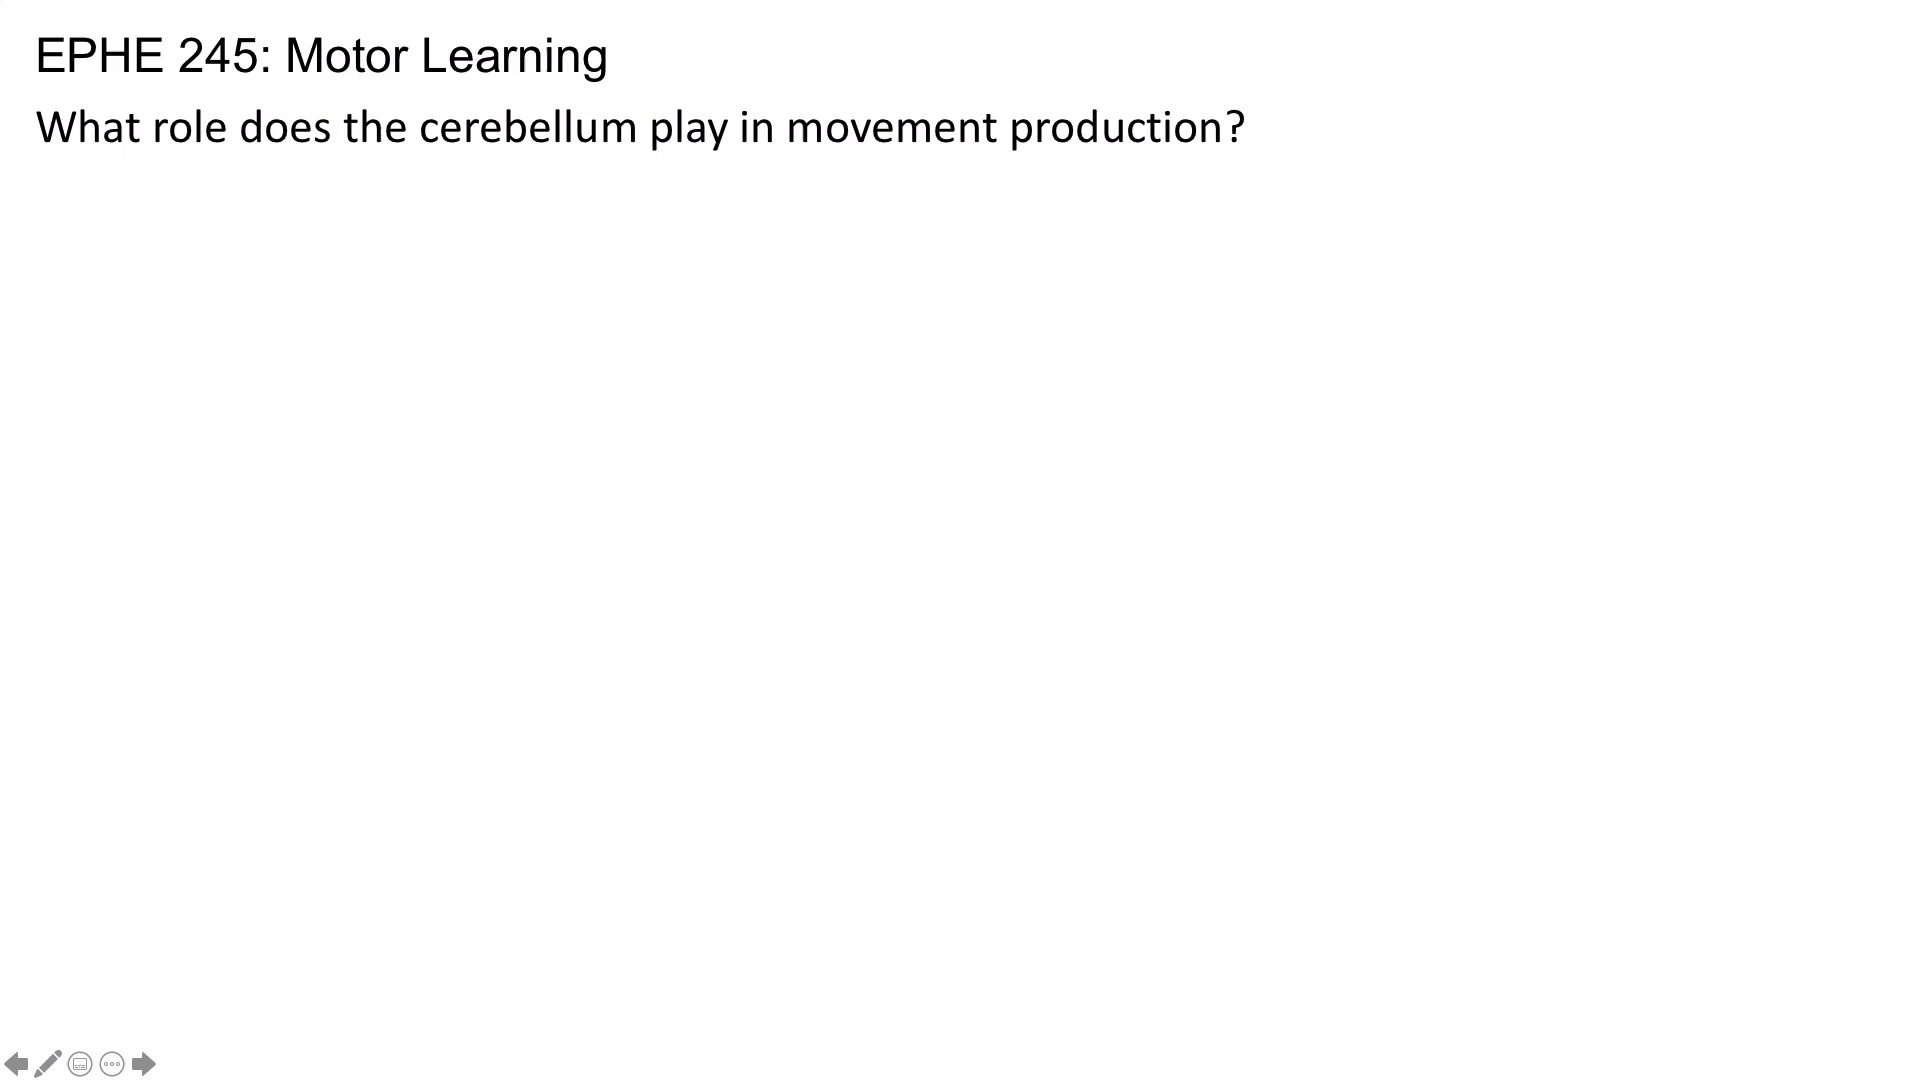 EPHE 245: Motor Learning
What role does the cerebellum play in movement production?